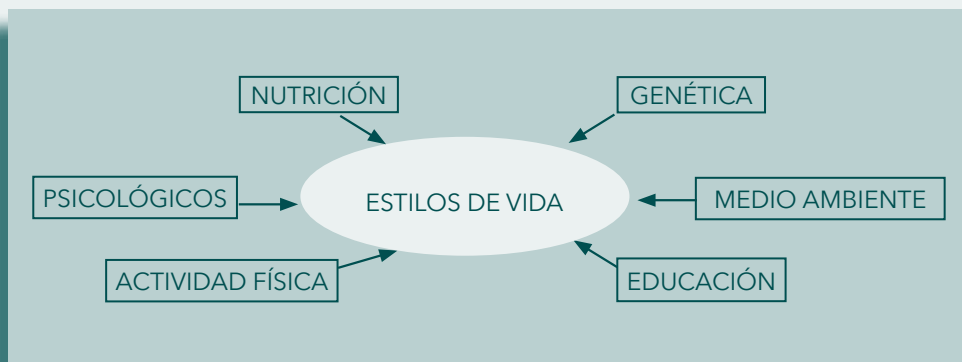 NUTRICIÓN
GENÉTICA
PSICOLÓGICOS
ESTILOS DE VIDA
MEDIO AMBIENTE
ACTIVIDAD FÍSICA
EDUCACIÓN